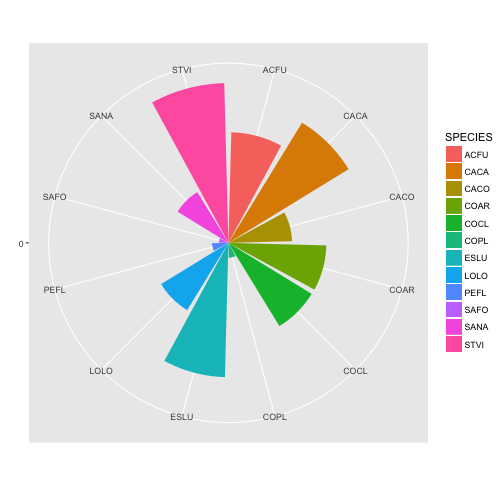 STVI
ACFU
SANA
CACA
SAFO
CACO
0
PEFL
COAR
LOLO
COCL
ESLU
COPL
SPECIES
ACFU
CACA
CACO
COAR
COCL
COPL
ESLU
LOLO
PEFL
SAFO
SANA
STVI